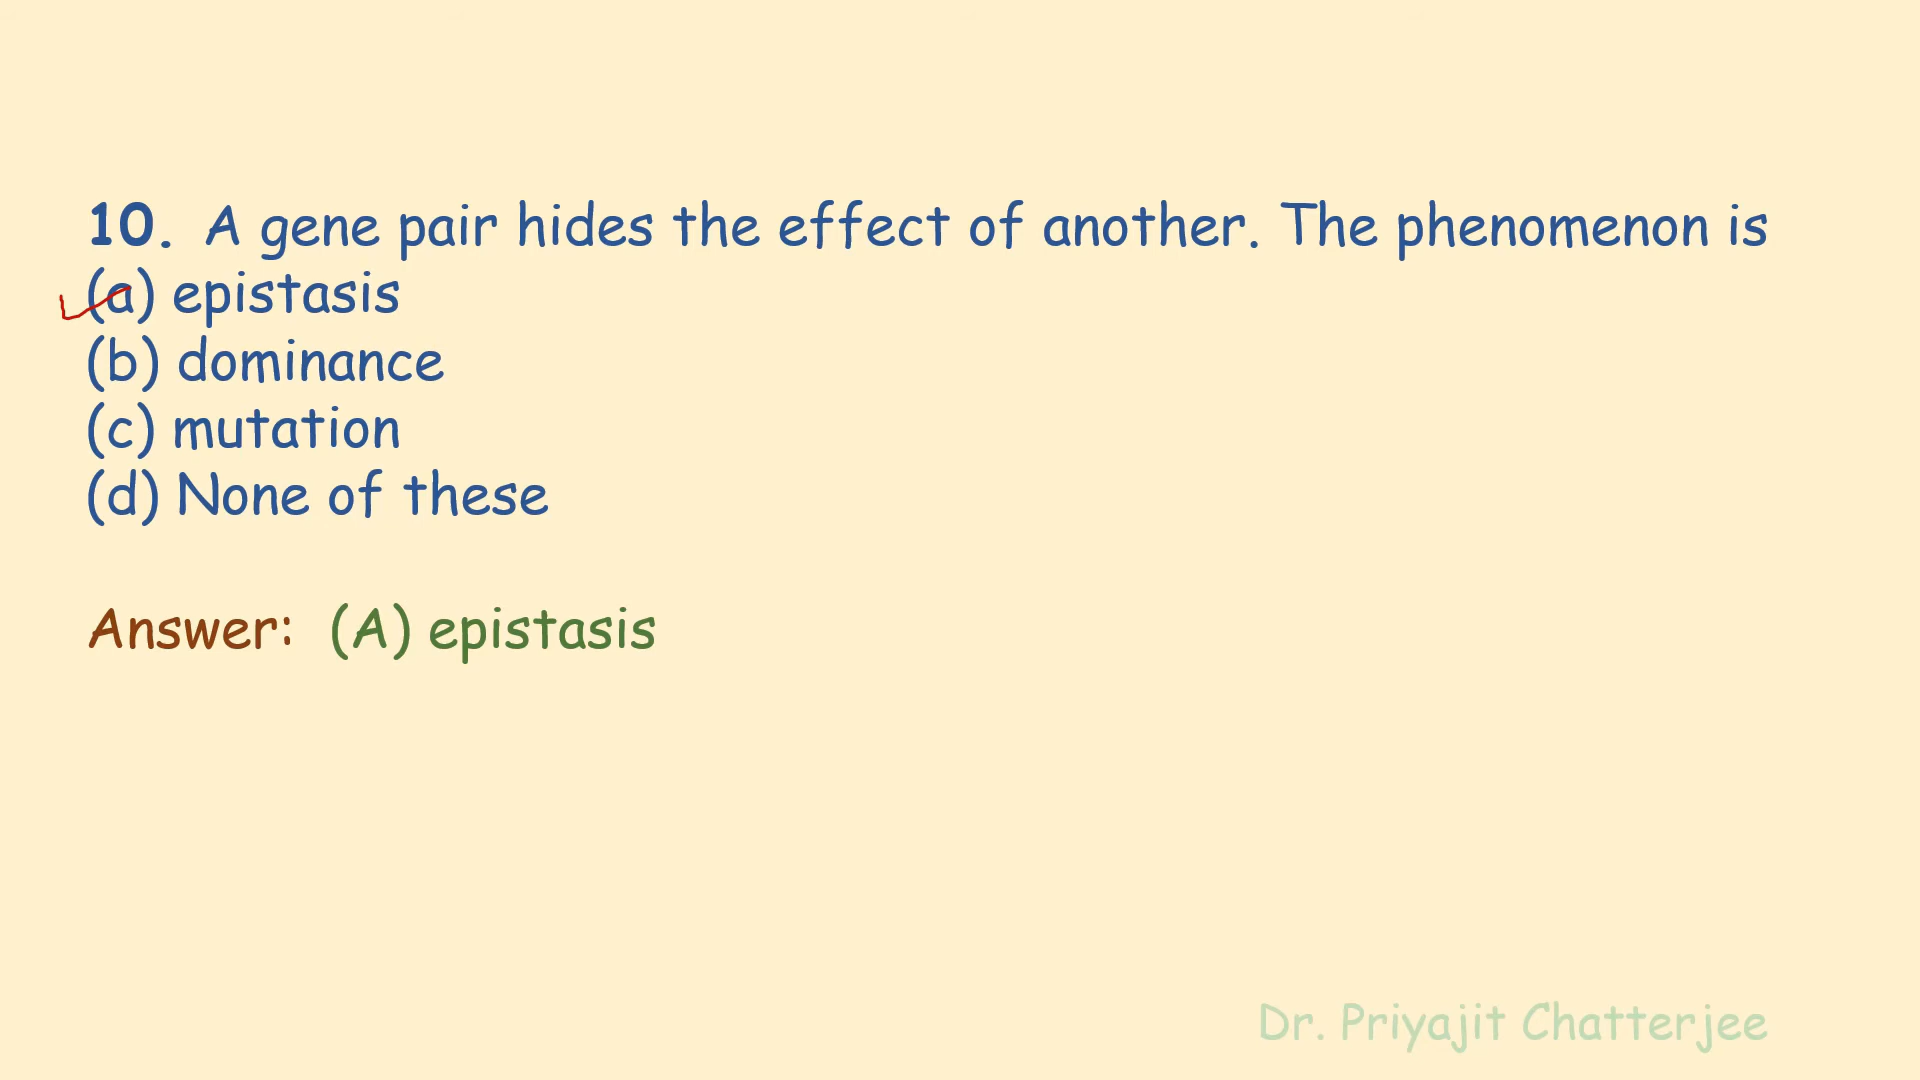 10. A gene pair hides the effect of another. The phenomenon is
(a) epistasis
(b) dominance
(c) mutation
(d) None of these
Answer: (A) epistasis
Dr. Priyajit Chatterjee